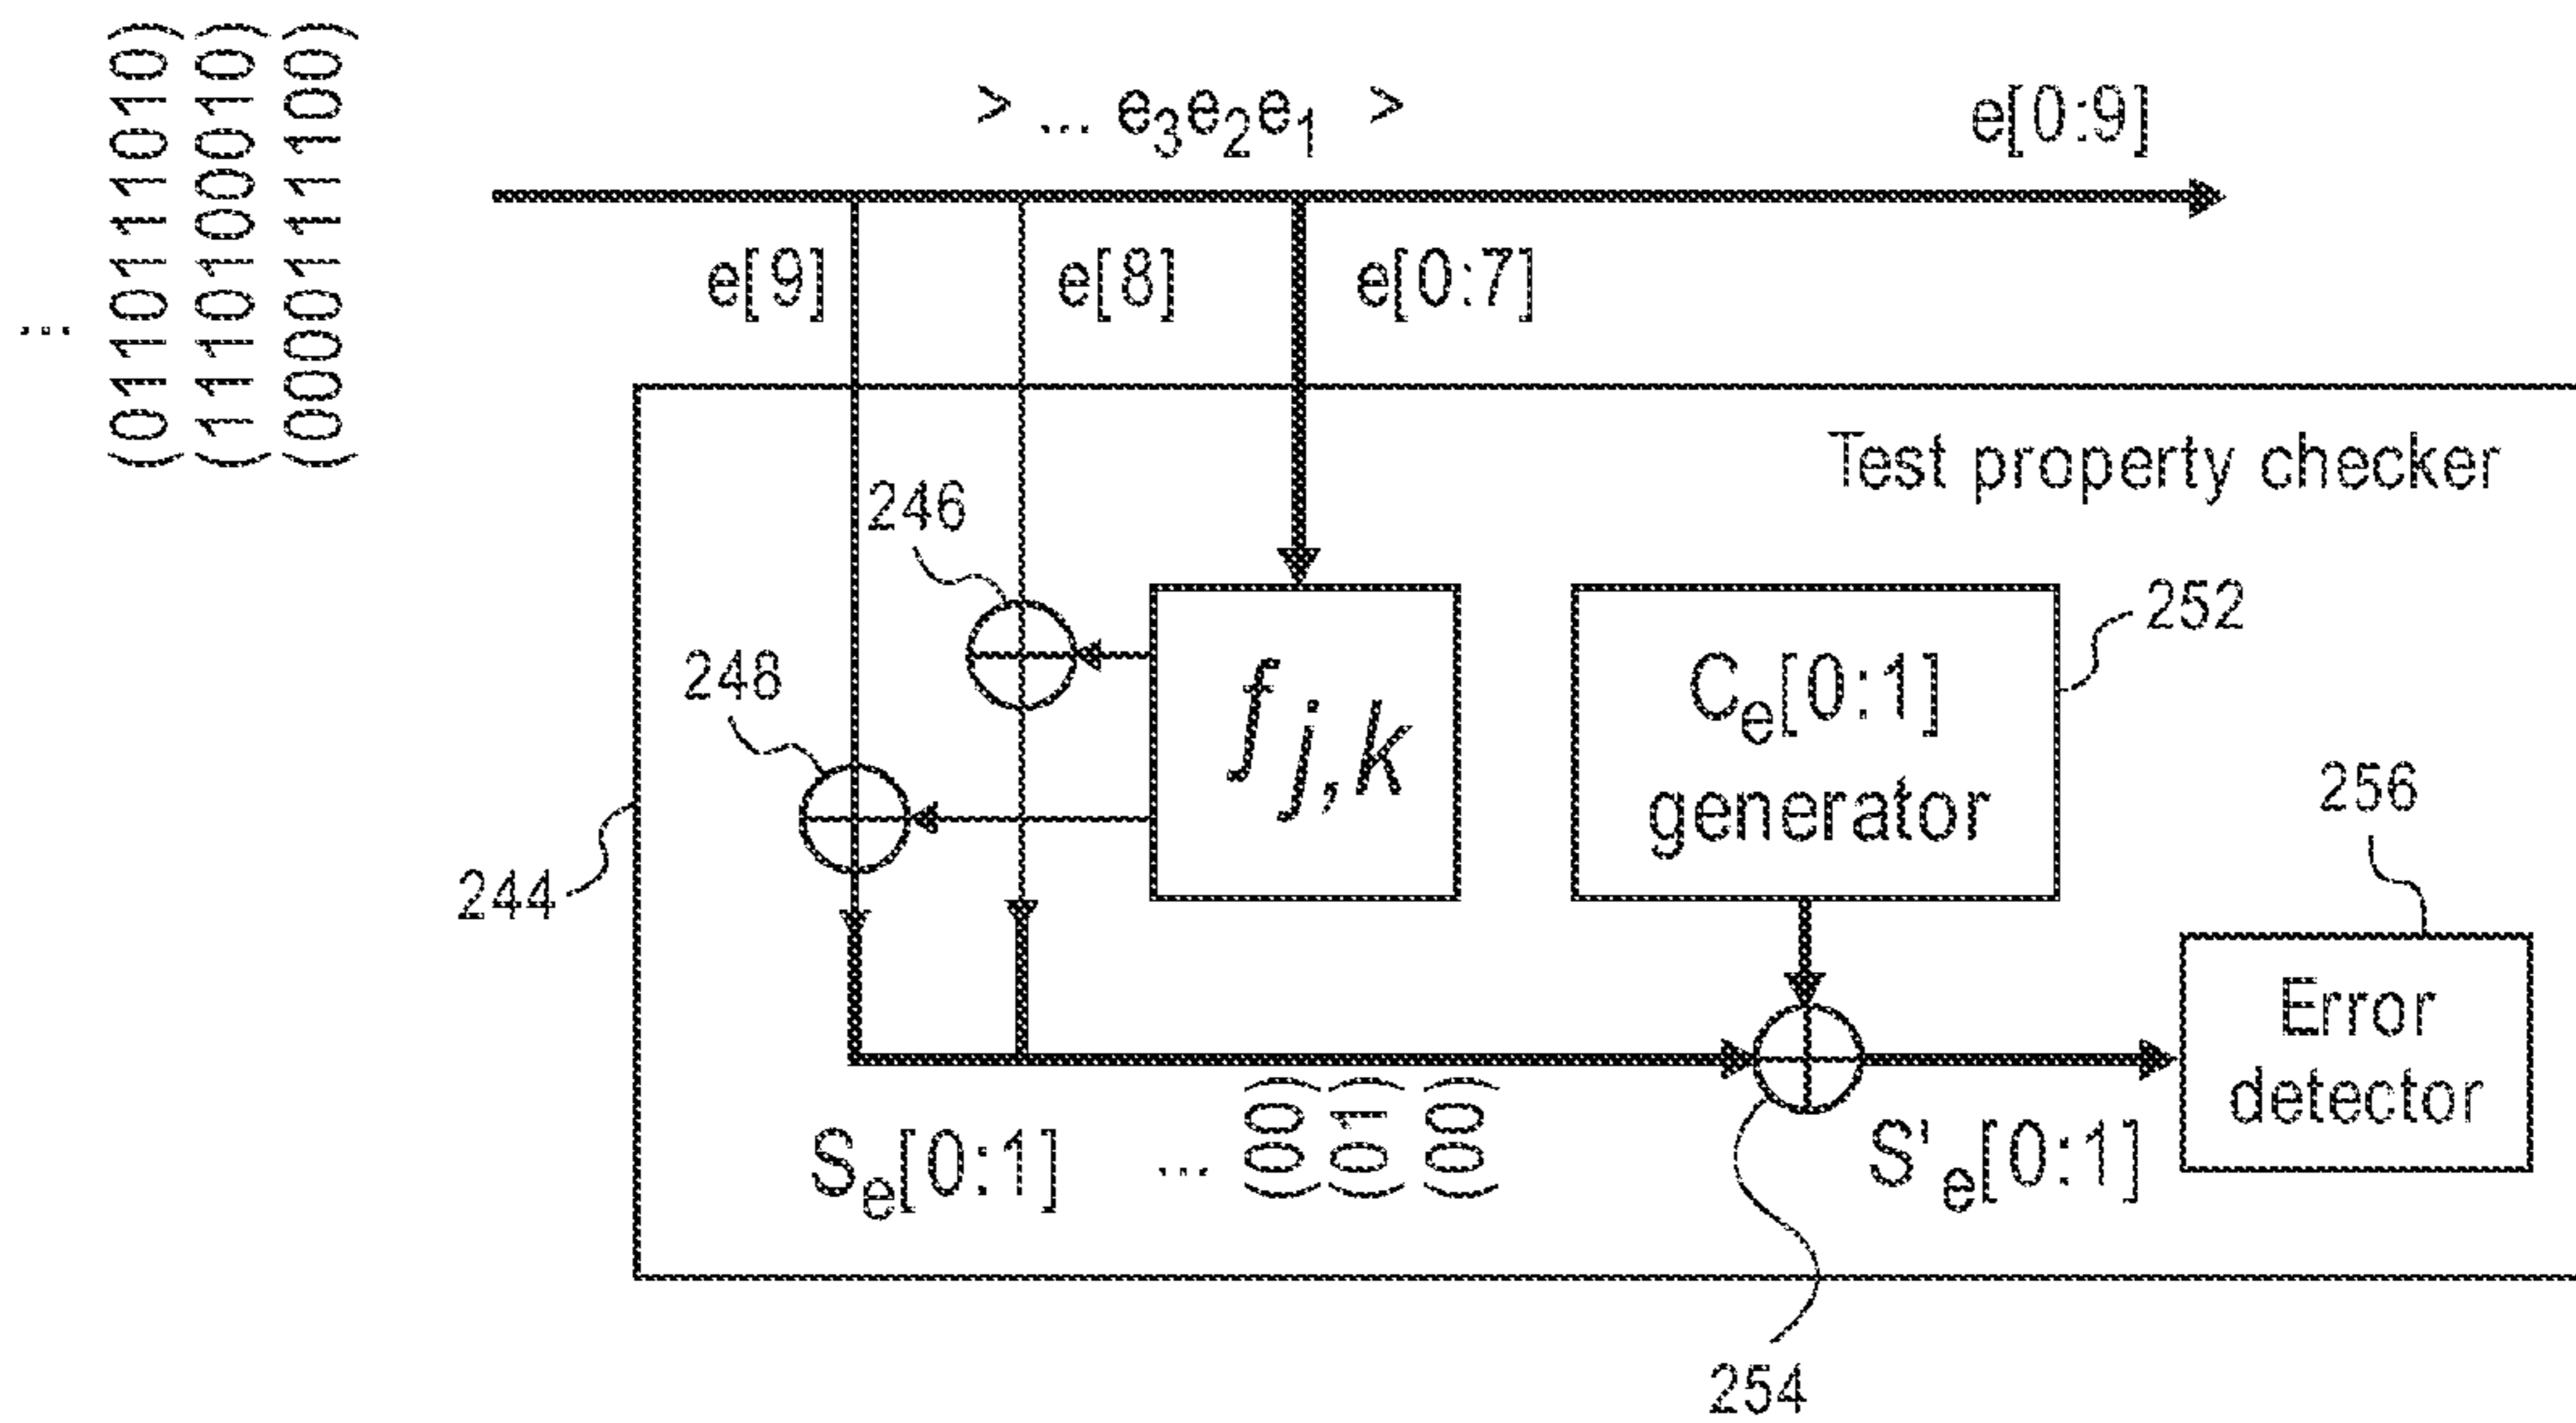 ... (0110111010) (1110100010) (0000111100)
> ... e₃e₂e₁ >
e[0:9]
e[9]
e[8]
e[0:7]
Test property checker
246
248
f j,k
Cₑ[0:1]
generator
252
256
244
Error
detector
Sₑ[0:1]
... (00) (01) (00)
S'ₑ[0:1]
254